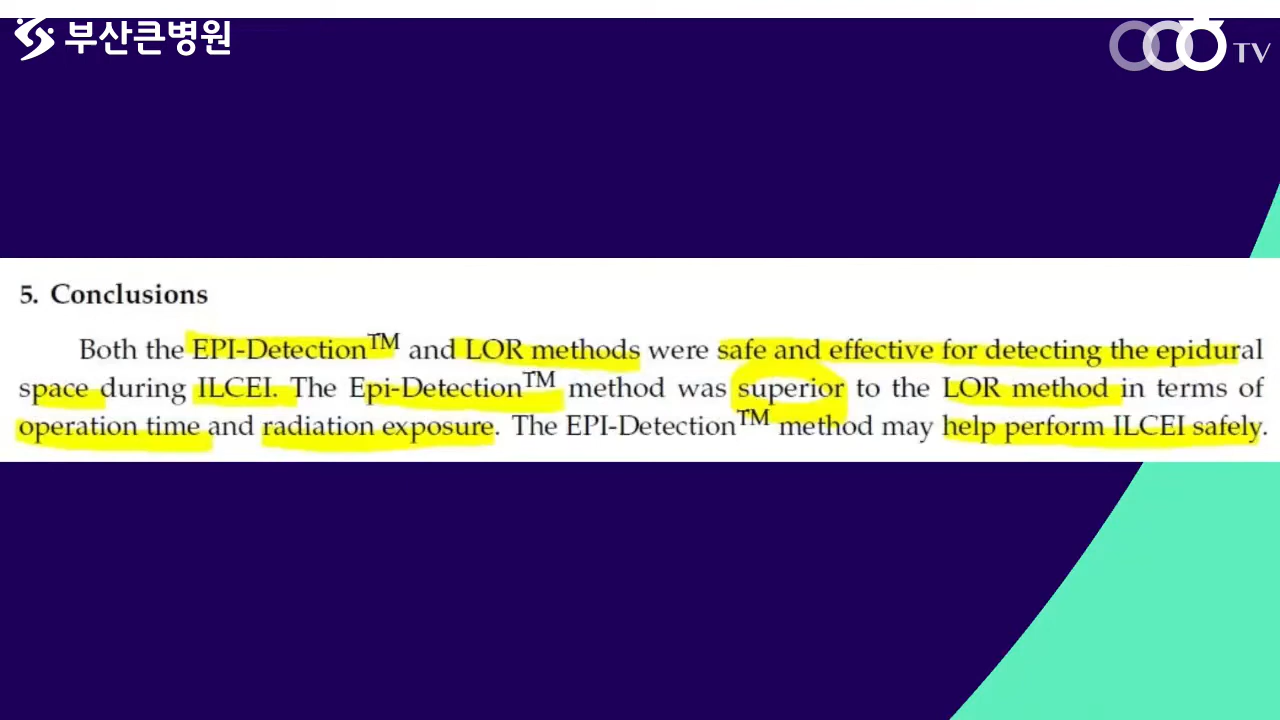 부산큰병원
TV
5. Conclusions
Both the EPI-Detection™ and LOR methods were safe and effective for detecting the epidural
space during ILCEI. The Epi-Detection™ method was superior to the LOR method in terms of
operation time and radiation exposure. The EPI-Detection™ method may help perform ILCEI safely.